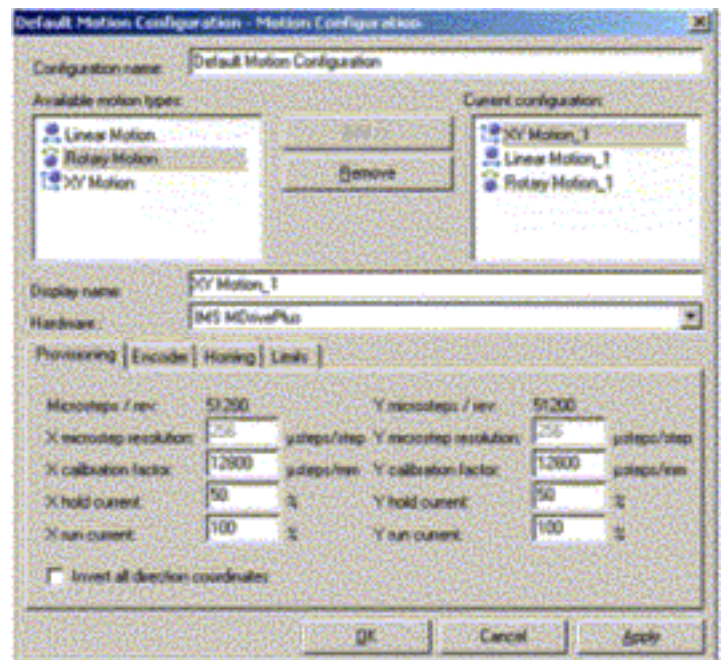 Default Motion Configuration - Motion Configuration
Configuration name:
Default Motion Configuration
Available motion types:
Current configuration:
Linear Motion
Rotary Motion
XY Motion
Remove
XY Motion_1
Linear Motion_1
Rotary Motion_1
Display name:
XY Motion_1
Hardware:
IMS MDrivePlus
Provisioning Encoder Homing Limits
Microsteps / rev: 51200 Y microsteps / rev: 51200
X microstep resolution: 256 µsteps/step Y microstep resolution: 256 µsteps/step
X calibration factor: 12800 µsteps/mm Y calibration factor: 12800 µsteps/mm
X hold current: 50 % Y hold current: 50 %
X run current: 100 % Y run current: 100 %
Invert all direction coordinates
OK Cancel Apply